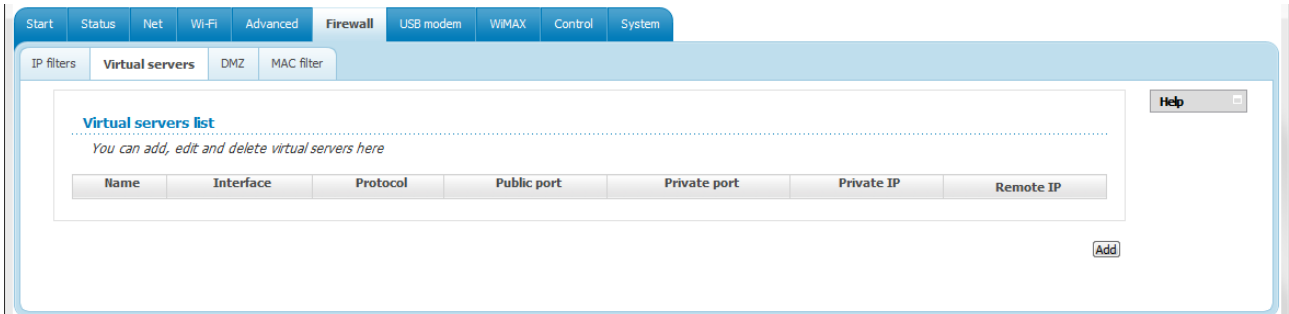 Start Status Net Wi-Fi Advanced Firewall USB modem WiMAX Control System
IP filters Virtual servers DMZ MAC filter
Help
Virtual servers list
You can add, edit and delete virtual servers here
Name Interface Protocol Public port Private port Private IP Remote IP
Add